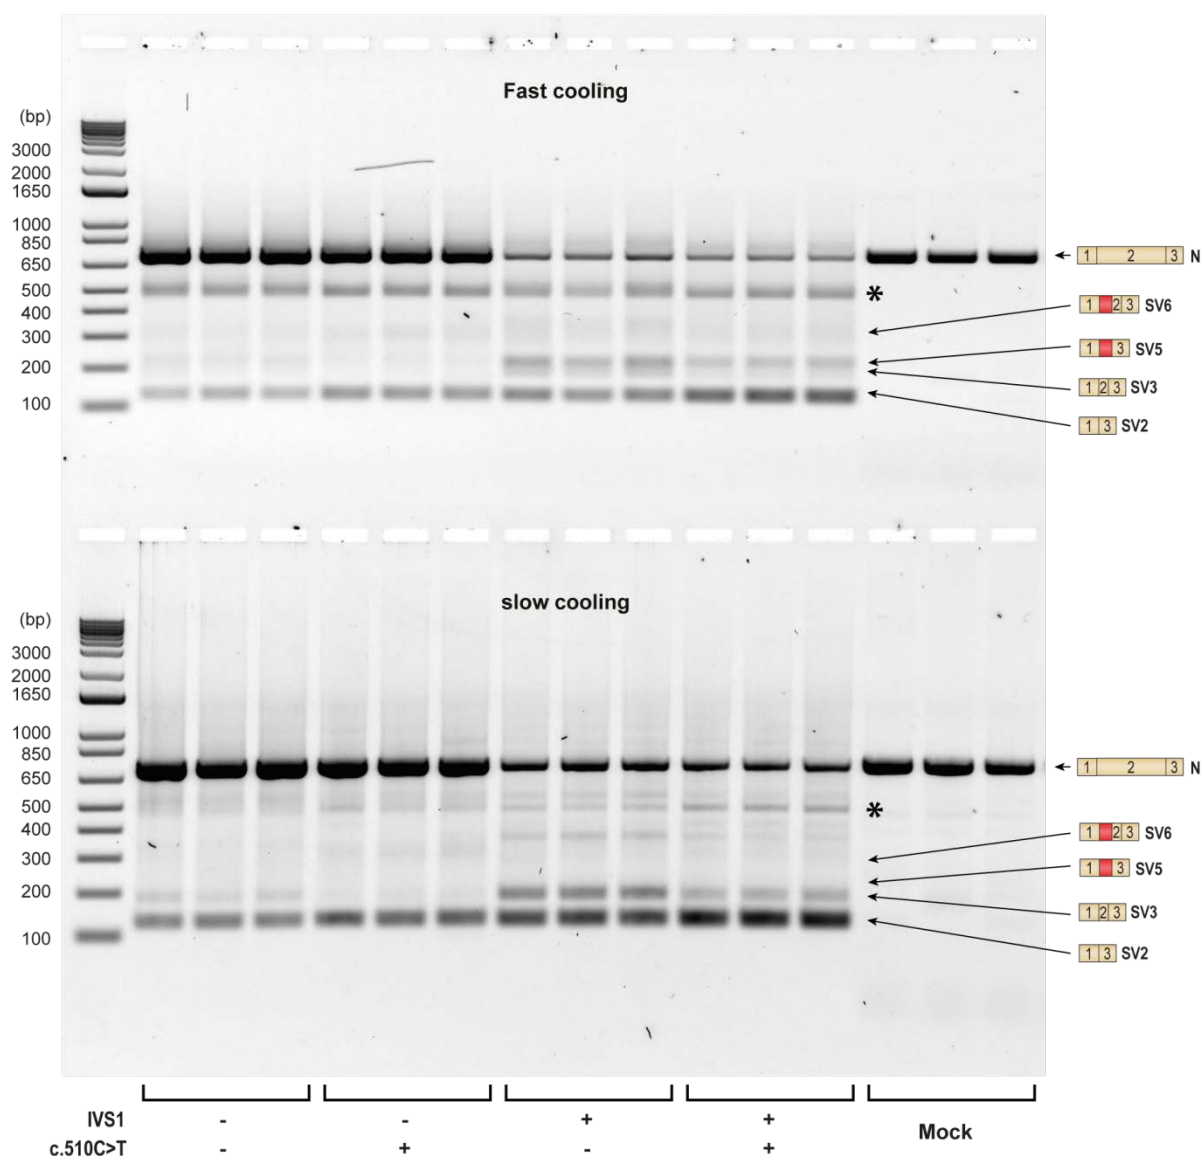 Fast cooling
(bp)
3000
2000
1650
1000
850
650
500
400
300
200
100
1 2 3 N
*
1 2 3 SV6
1 3 SV5
1 2 3 SV3
1 3 SV2
slow cooling
(bp)
3000
2000
1650
1000
850
650
500
400
300
200
100
1 2 3 N
*
1 2 3 SV6
1 3 SV5
1 2 3 SV3
1 3 SV2
IVS1 - - + +
c.510C>T - + - +
Mock